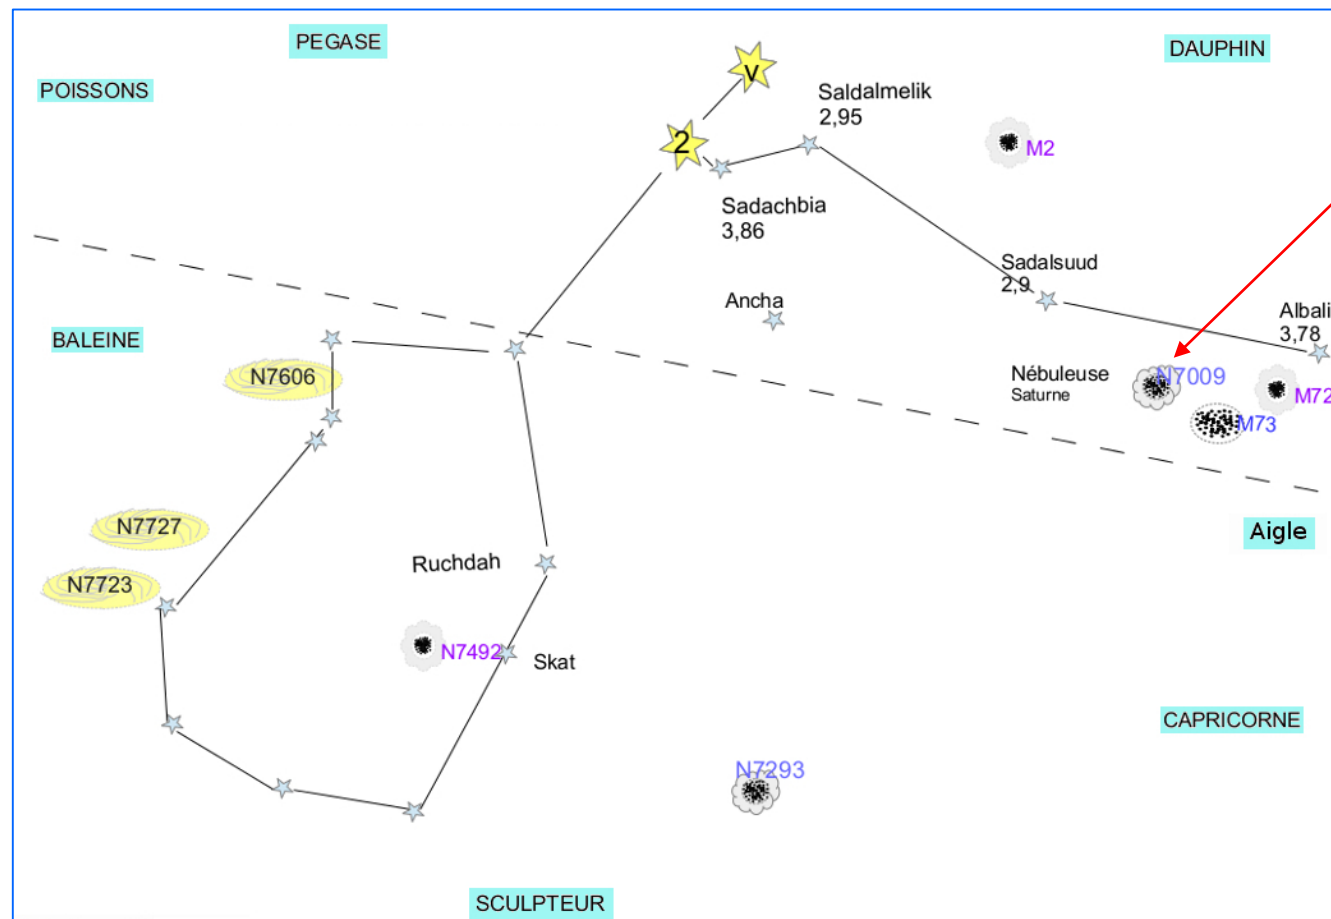 PEGASE
DAUPHIN
POISSONS
v
Saldalmelik
2,95
2
M2
Sadachbia
3,86
Sadalsuud
2,9
Ancha
Albali
3,78
BALEINE
N7606
Nébuleuse
Saturne
N7009
M72
M73
N7727
Aigle
Ruchdah
N7723
N7492
Skat
CAPRICORNE
N7293
SCULPTEUR